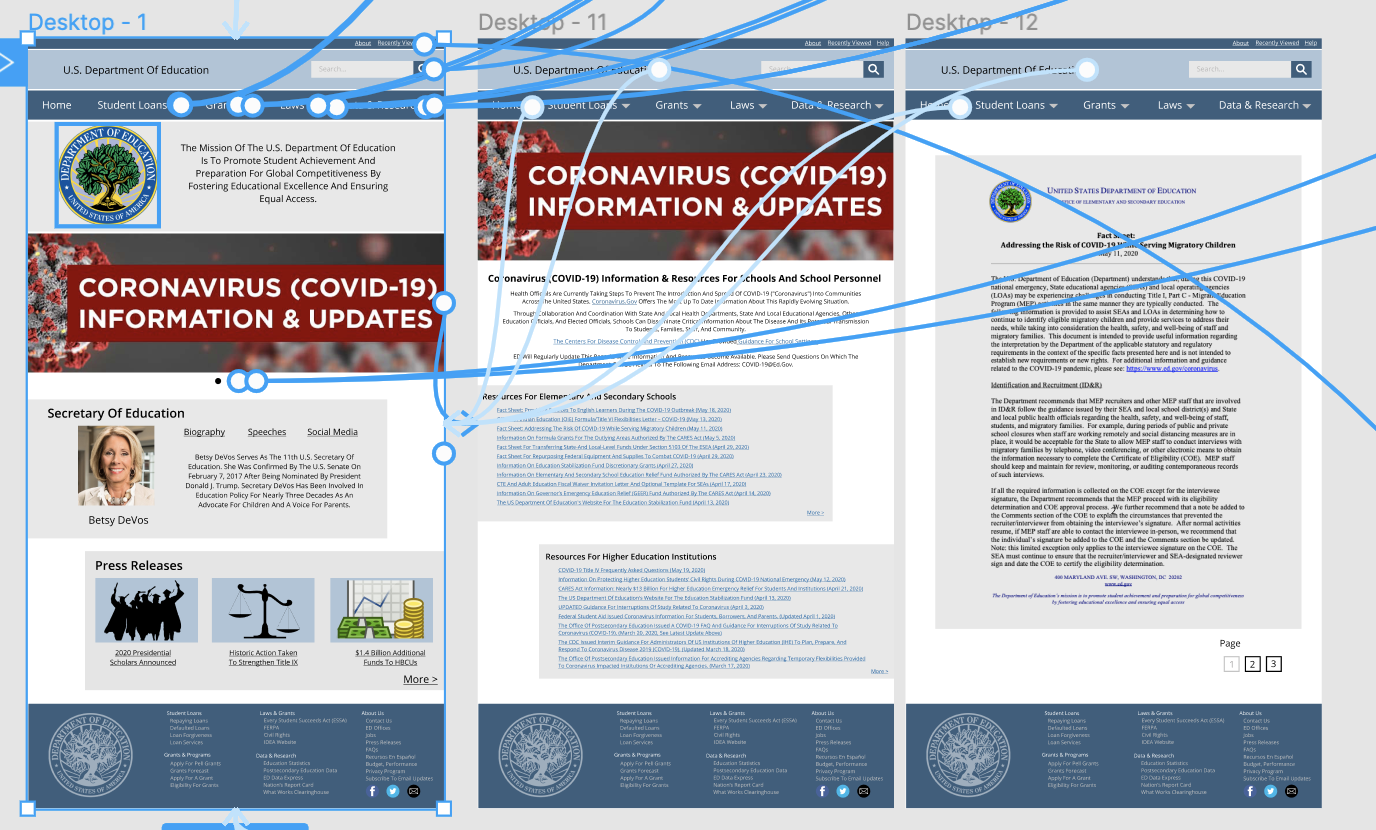 Desktop - 1
About Recently
U.S. Department Of Education
Search...
Home Student Loans
THE MISSION
DEPARTMENT OF EDUCATION
UNITED STATES OF AMERICA
The Mission Of The U.S. Department Of Education
Is To Promote Student Achievement And
Preparation For Global Competitiveness By
Fostering Educational Excellence And Ensuring
Equal Access.
CORONAVIRUS (COVID-19)
INFORMATION & UPDATES
Secretary Of Education
Biography Speeches Social Media
Betsy DeVos Serves As The 11th U.S. Secretary Of
Education. She Was Confirmed By The U.S. Senate On
February 7, 2017 After Being Nominated By President
Donald J. Trump. Secretary DeVos Has Been Involved In
Education Policy For Nearly Three Decades As An
Advocate For Children And A Voice For Parents.
Betsy DeVos
Press Releases
2020 Presidential
Scholars Announced
Historic Action Taken
To Strengthen Title IX
$1.4 Billion Additional
Funds To HBCUs
More >
Student Loans
Repaying Loans
Defaulted Loans
Loan Forgiveness
Loan Services
Grants & Programs
Apply For Pell Grants
Grants Forecast
Apply For A Grant
Eligibility For Grants
Laws & Grants
Every Student Succeeds Act (ESSA)
FERPA
Civil Rights
IDEA Website
Data & Research
Education Statistics
Postsecondary Education Data
ED Data Express
Nation's Report Card
What Works Clearinghouse
About Us
Contact Us
ED Offices
Jobs
Press Releases
FAQs
Recursos En Español
Budget, Performance
Privacy Program
Subscribe To Email Updates
Desktop - 11
About Recently Viewed Help
U.S. Department Of
Student Loans Grants Laws Data & Research
CORONAVIRUS (COVID-19)
INFORMATION & UPDATES
Coronavirus (COVID-19) Information & Resources For Schools And School Personnel
Health Officials Are Currently Taking Steps To Prevent The Introduction And Spread Of COVID-19 ("Coronavirus") Into Communities
Across the United States. Coronavirus.Gov Offers The Most Up To Date Information About This Rapidly Evolving Situation.
Through Collaboration And Coordination With State And Local Health Departments, State And Local Educational Agencies, Other
Education Officials, And Elected Officials, Schools Can Disseminate Critical Information About The Disease And Its Potential Transmission
To Students, Families, Staff, And Community.
The Centers For Disease Control and Prevention (CDC) Has Provided Guidance For School Settings
ED Will Regularly Update This
Email Address: COVID-19@Ed.Gov.
Resources For Elementary And Secondary Schools
To English Learners During The COVID-19 Outbreak (May 18, 2020)
Formula/Title VI Flexibilities Letter – COVID-19 (May 13, 2020)
Fact Sheet: Addressing The Risk Of COVID-19 While Serving Migratory Children (May 11, 2020)
Information On Formula Grants For The Outlying Areas Authorized By The CARES Act (May 5, 2020)
Fact Sheet For Transferring State-And Local-Level Funds Under Section 5103 Of The ESEA (April 29, 2020)
Fact Sheet For Repurposing Federal Equipment And Supplies To Combat COVID-19 (April 29, 2020)
Information On Education Stabilization Fund Discretionary Grants (April 27, 2020)
Information On Elementary And Secondary School Education Relief Fund Authorized By The CARES Act (April 23, 2020)
CTE And Adult Education Fiscal Waiver Invitation Letter And Optional Template For SEAs (April 17, 2020)
Information On Governor's Emergency Education Relief (GEER) Fund Authorized By The CARES Act (April 14, 2020)
The US Department Of Education's Website For The Education Stabilization Fund (April 13, 2020)
More >
Resources For Higher Education Institutions
COVID-19 Title IV Frequently Asked Questions (May 19, 2020)
Information On Protecting Higher Education Students' Civil Rights During COVID-19 National Emergency (May 12, 2020)
CARES Act Information: Nearly $13 Billion For Higher Education Emergency Relief For Students And Institutions (April 21, 2020)
The US Department Of Education's Website For The Education Stabilization Fund (April 13, 2020)
UPDATED Guidance For Interruptions Of Study Related To Coronavirus (April 3, 2020)
Federal Student Aid Issued Coronavirus Information For Students, Borrowers, And Parents. (Updated April 1, 2020)
The Office Of Postsecondary Education Issued A COVID-19 FAQ And Guidance For Interruptions Of Study Related To
Coronavirus (COVID-19). (March 20, 2020, See Latest Update Above)
The CDC Issued Interim Guidance For Administrators Of US Institutions Of Higher Education (IHE) To Plan, Prepare, And
Respond To Coronavirus Disease 2019 (COVID-19). (Updated March 18, 2020)
The Office Of Postsecondary Education Issued Information For Accrediting Agencies Regarding Temporary Flexibilities Provided
To Coronavirus Impacted Institutions Or Accrediting Agencies. (March 17, 2020)
More >
Student Loans
Repaying Loans
Defaulted Loans
Loan Forgiveness
Loan Services
Grants & Programs
Apply For Pell Grants
Grants Forecast
Apply For A Grant
Eligibility For Grants
Laws & Grants
Every Student Succeeds Act (ESSA)
FERPA
Civil Rights
IDEA Website
Data & Research
Education Statistics
Postsecondary Education Data
ED Data Express
Nation's Report Card
What Works Clearinghouse
About Us
Contact Us
ED Offices
Jobs
Press Releases
FAQs
Recursos En Español
Budget, Performance
Privacy Program
Subscribe To Email Updates
Desktop - 12
About Recently Viewed Help
U.S. Department Of
Search...
Student Loans Grants Laws Data & Research
UNITED STATES DEPARTMENT OF EDUCATION
OFFICE OF ELEMENTARY AND SECONDARY EDUCATION
Fact Sheet:
Addressing the Risk of COVID-19 While Serving Migratory Children
May 11, 2020
The U.S. Department of Education (Department) understands that, during this COVID-19
national emergency, State educational agencies (SEAs) and local operating agencies
(LOAs) may be experiencing challenges in conducting Title I, Part C - Migrant Education
Program (MEP) activities in the same manner they are typically conducted. The
following information is provided to assist SEAs and LOAs in determining how to
continue to identify eligible migratory children and provide services to address their
needs, while taking into consideration the health, safety, and well-being of staff and
migratory families. This document is intended to provide useful information regarding
the interpretation by the Department of the applicable statutory and regulatory
requirements in the context of the specific facts presented here and is not intended to
establish new requirements or new rights. For additional information and guidance
related to the COVID-19 pandemic, please see: https://www.ed.gov/coronavirus.
Identification and Recruitment (ID&R)
The Department recommends that MEP recruiters and other MEP staff that are involved
in ID&R follow the guidance issued by their SEA and local school district(s) and State
and local public health officials regarding the health, safety, and well-being of staff,
students, and migratory families. For example, during periods of public and private
school closures when staff are working remotely and social distancing measures are in
place, it would be acceptable for the State to allow MEP staff to conduct interviews with
migratory families by telephone, video conferencing, or other electronic means to obtain
the information necessary to complete the Certificate of Eligibility (COE). MEP staff
should keep and maintain for review, monitoring, or auditing contemporaneous records
of such interviews.
If all the required information is collected on the COE except for the interviewee
signature, the Department recommends that the MEP proceed with its eligibility
determination and COE approval process. We further recommend that a note be added to
the Comments section of the COE to explain the circumstances that prevented the
recruiter/interviewer from obtaining the interviewee's signature. After normal activities
resume, if MEP staff are able to contact the interviewee in-person, we recommend that
the individual's signature be added to the COE and the Comments section be updated.
Note: this limited exception only applies to the interviewee signature on the COE. The
SEA must continue to ensure that the recruiter/interviewer and SEA-designated reviewer
sign and date the COE to certify the eligibility determination.
400 MARYLAND AVE. SW, WASHINGTON, DC 20202
www.ed.gov
The Department of Education's mission is to promote student achievement and preparation for global competitiveness
by fostering educational excellence and ensuring equal access
Page
1 2 3
Student Loans
Repaying Loans
Defaulted Loans
Loan Forgiveness
Loan Services
Grants & Programs
Apply For Pell Grants
Grants Forecast
Apply For A Grant
Eligibility For Grants
Laws & Grants
Every Student Succeeds Act (ESSA)
FERPA
Civil Rights
IDEA Website
Data & Research
Education Statistics
Postsecondary Education Data
ED Data Express
Nation's Report Card
What Works Clearinghouse
About Us
Contact Us
ED Offices
Jobs
Press Releases
FAQs
Recursos En Español
Budget, Performance
Privacy Program
Subscribe To Email Updates